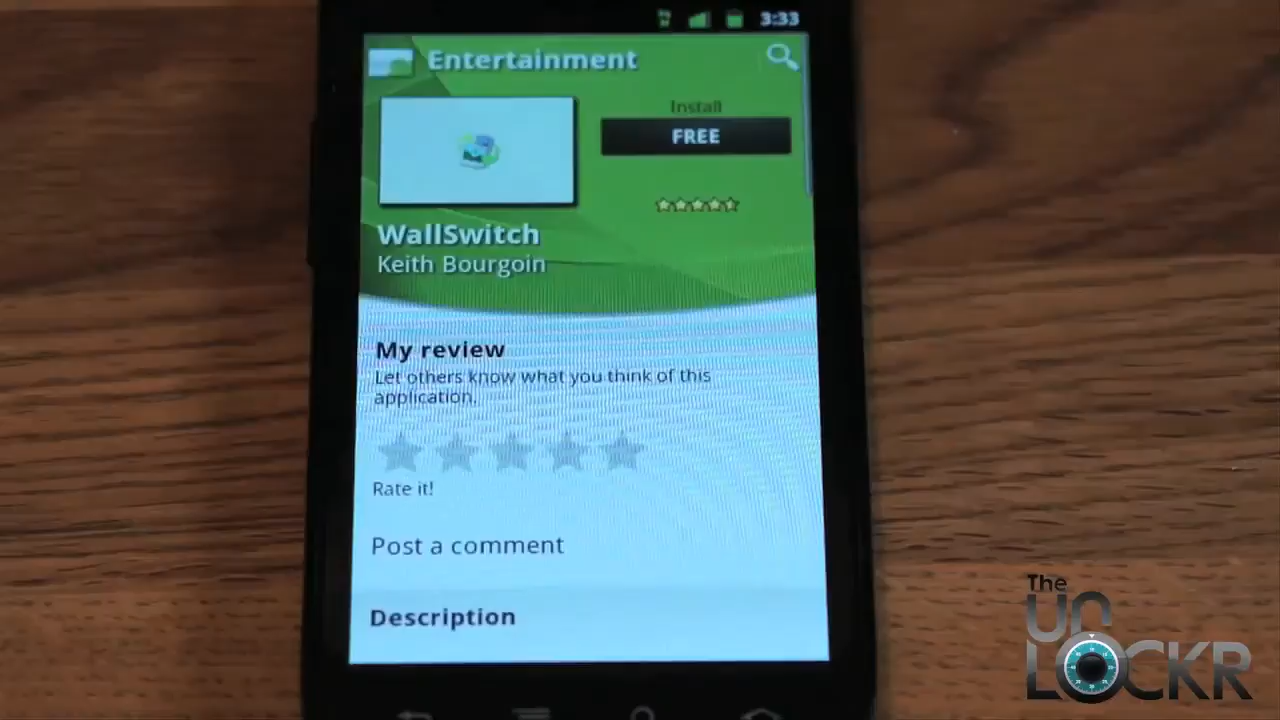 3:33
Entertainment
Install
FREE
WallSwitch
Keith Bourgoin
My review
Let others know what you think of this
application.
Rate it!
Post a comment
Description
The
UN
LOCKR